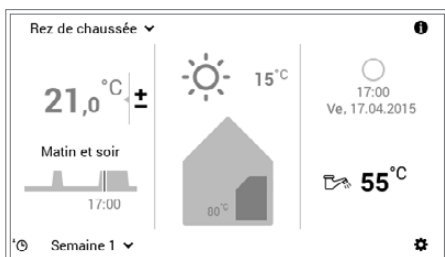 Rez de chaussée
21,0 °C ±
15°C
17:00
Ve, 17.04.2015
Matin et soir
17:00
80°C
55°C
Semaine 1